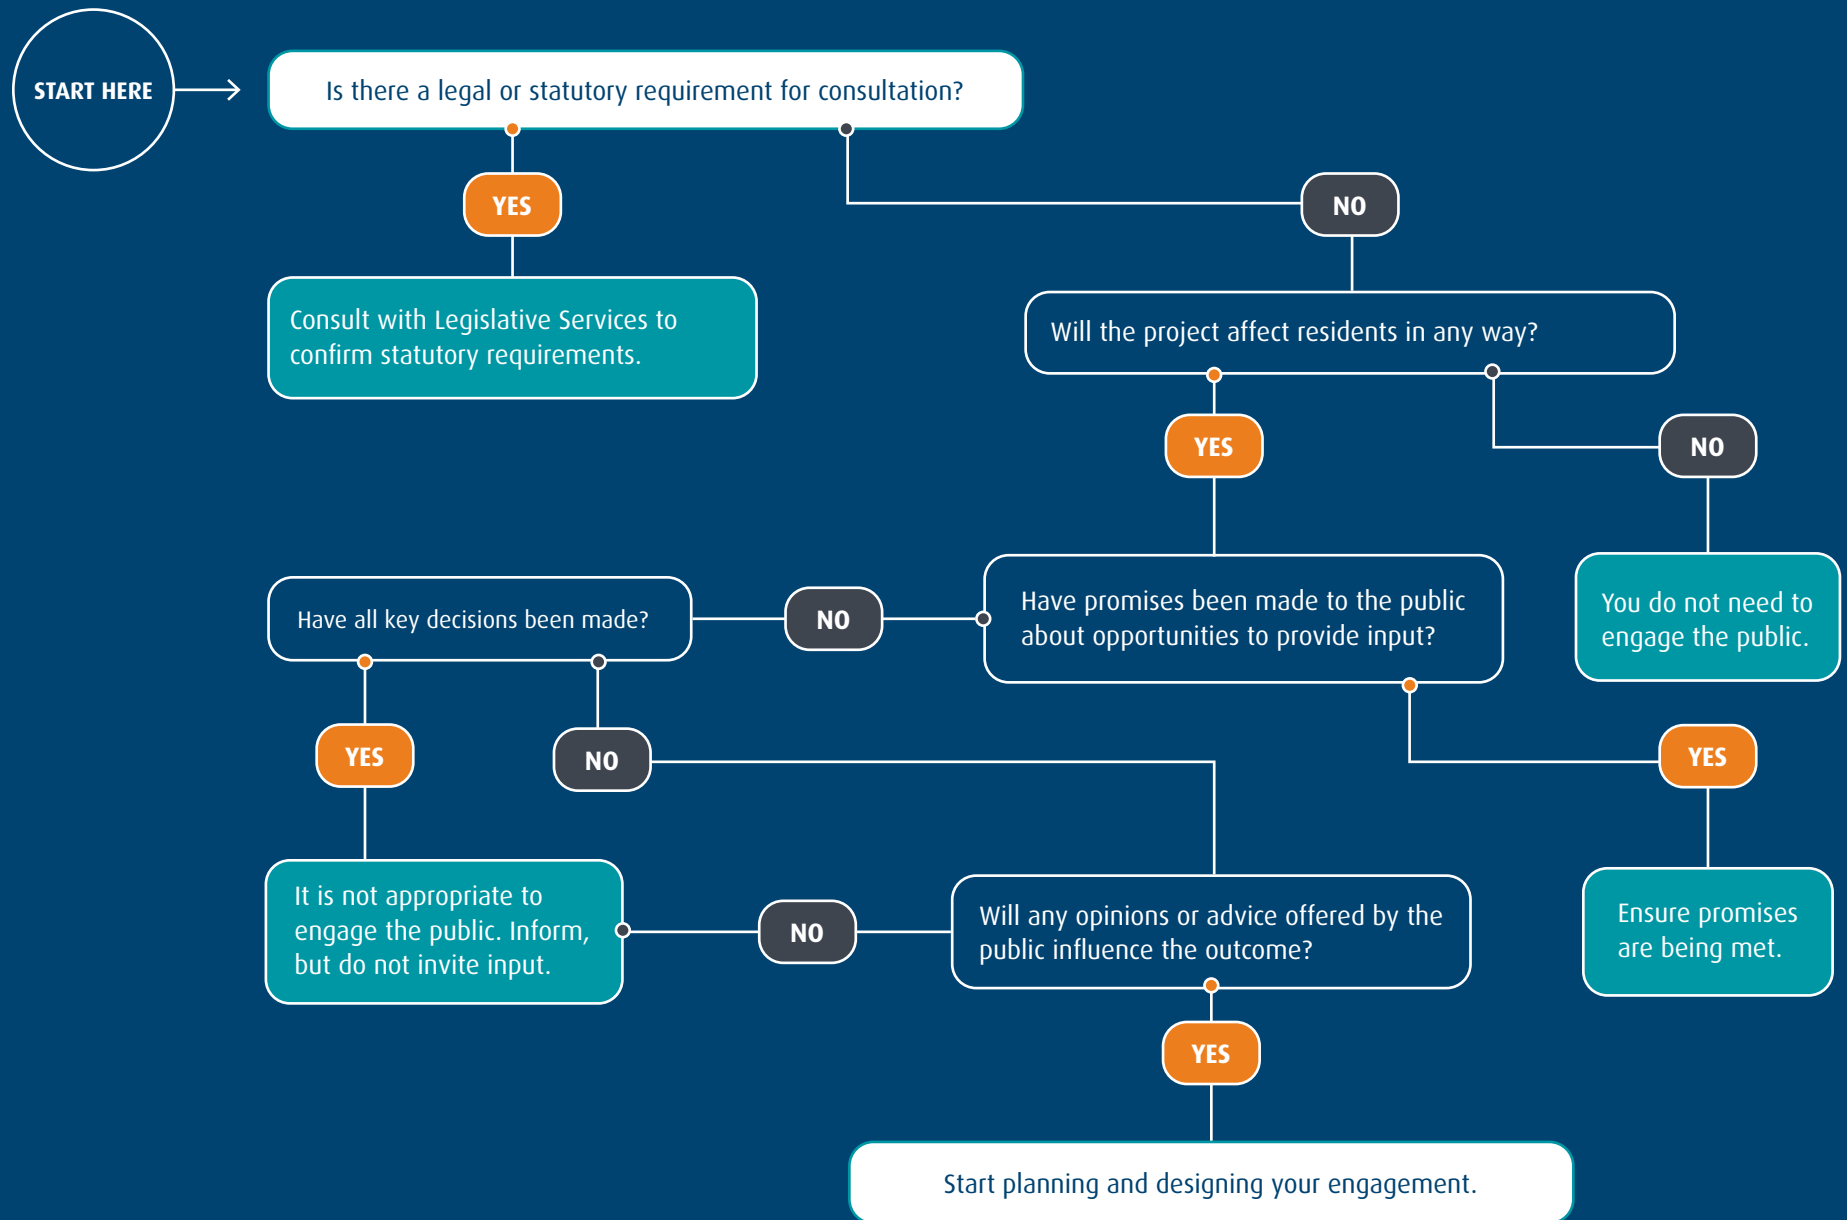 START HERE
Is there a legal or statutory requirement for consultation?
YES
NO
Consult with Legislative Services to
confirm statutory requirements.
Will the project affect residents in any way?
YES
NO
Have all key decisions been made?
NO
Have promises been made to the public
about opportunities to provide input?
You do not need to
engage the public.
YES
NO
YES
It is not appropriate to
engage the public. Inform,
but do not invite input.
NO
Will any opinions or advice offered by the
public influence the outcome?
Ensure promises
are being met.
YES
Start planning and designing your engagement.